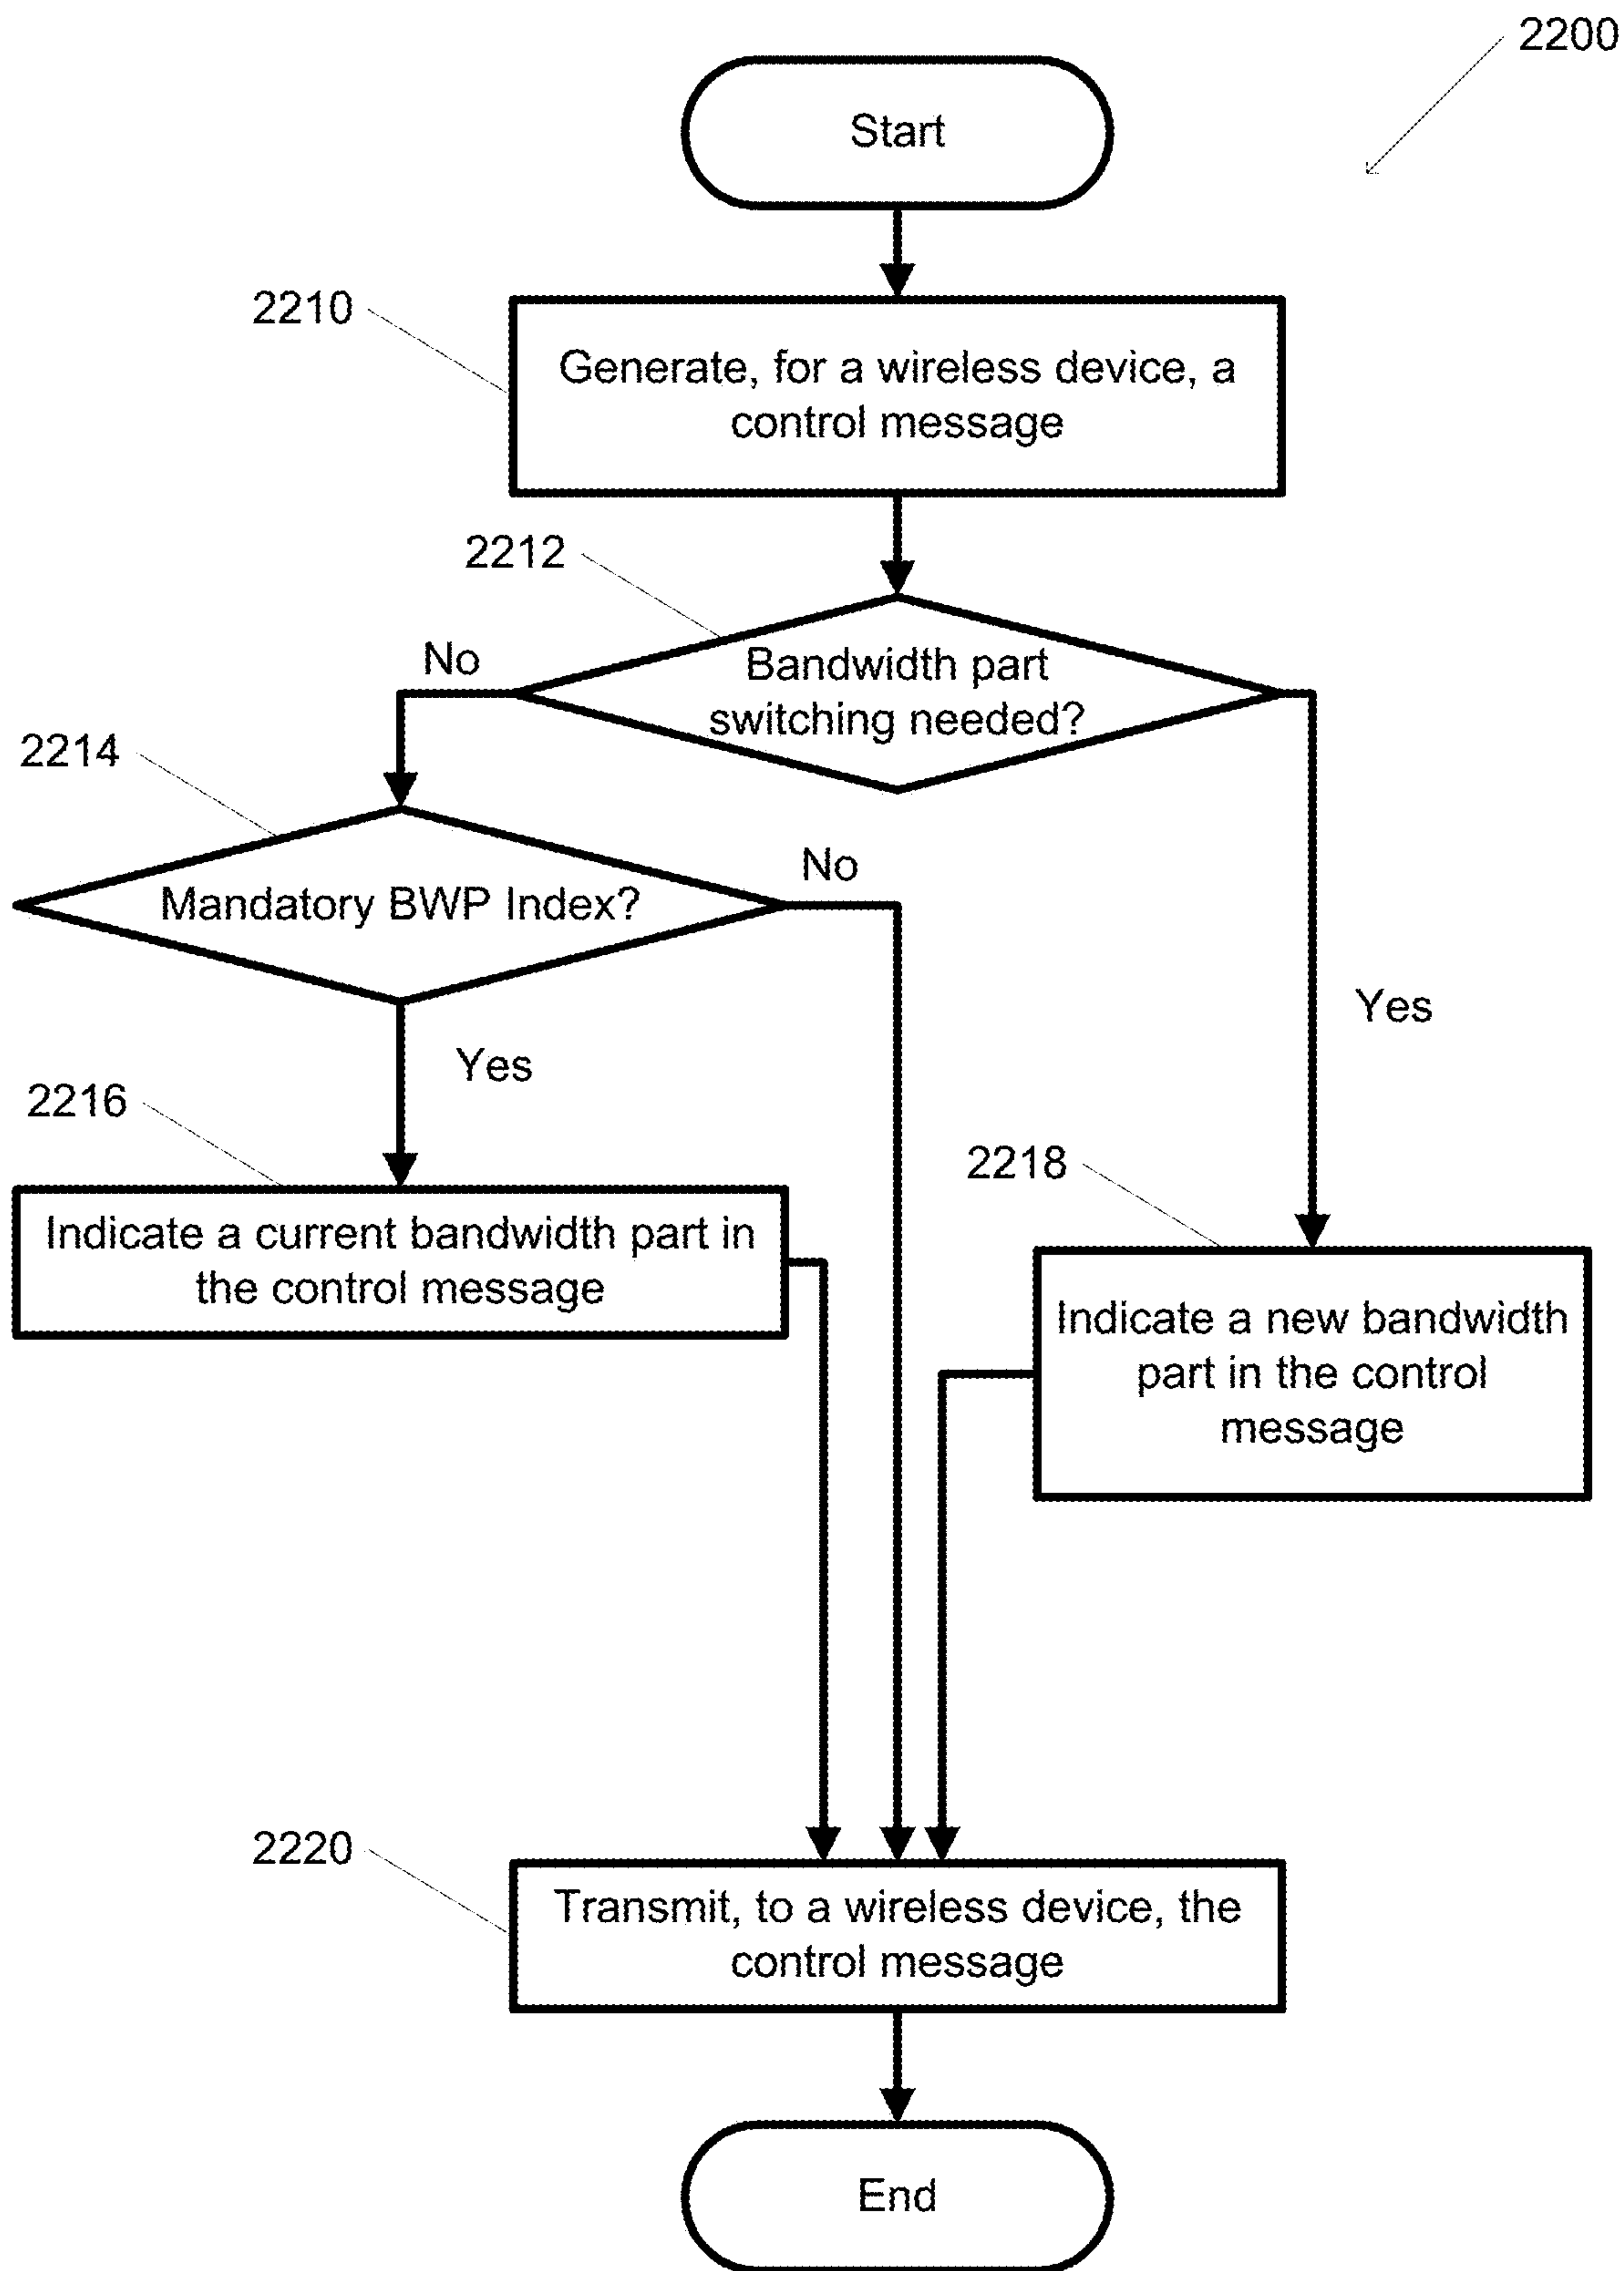 2200
Start
2210
Generate, for a wireless device, a
control message
2212
Bandwidth part
switching needed?
No
Yes
2214
Mandatory BWP Index?
No
Yes
2216
Indicate a current bandwidth part in
the control message
2218
Indicate a new bandwidth
part in the control
message
2220
Transmit, to a wireless device, the
control message
End